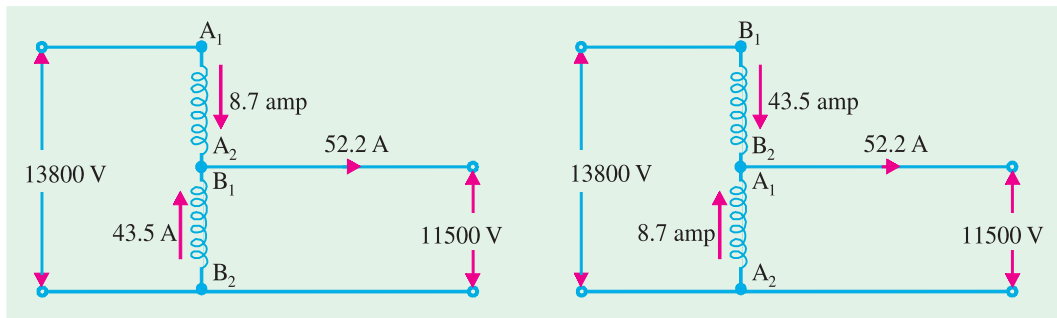 A₁
8.7 amp
A₂
52.2 A
13800 V
B₁
43.5 A
11500 V
B₂
B₁
43.5 amp
B₂
52.2 A
13800 V
A₁
8.7 amp
11500 V
A₂